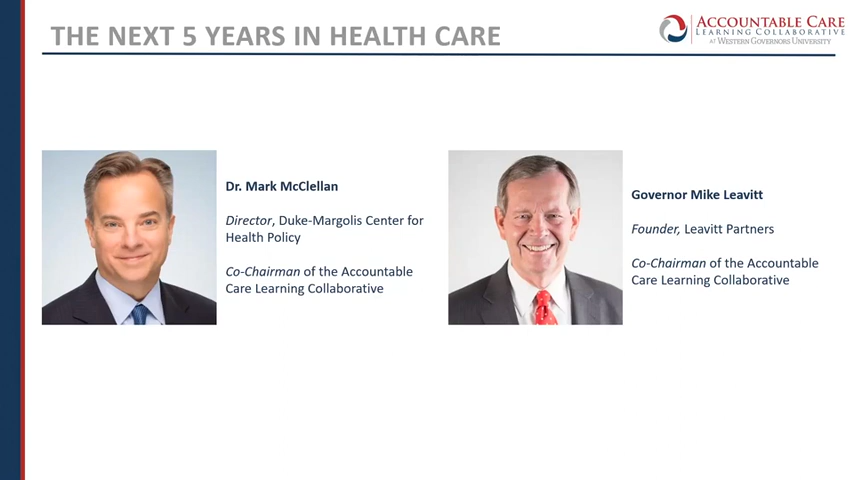 THE NEXT 5 YEARS IN HEALTH CARE
ACCOUNTABLE CARE
LEARNING COLLABORATIVE
AT WESTERN GOVERNORS UNIVERSITY
Dr. Mark McClellan
Director, Duke-Margolis Center for
Health Policy
Co-Chairman of the Accountable
Care Learning Collaborative
Governor Mike Leavitt
Founder, Leavitt Partners
Co-Chairman of the Accountable
Care Learning Collaborative